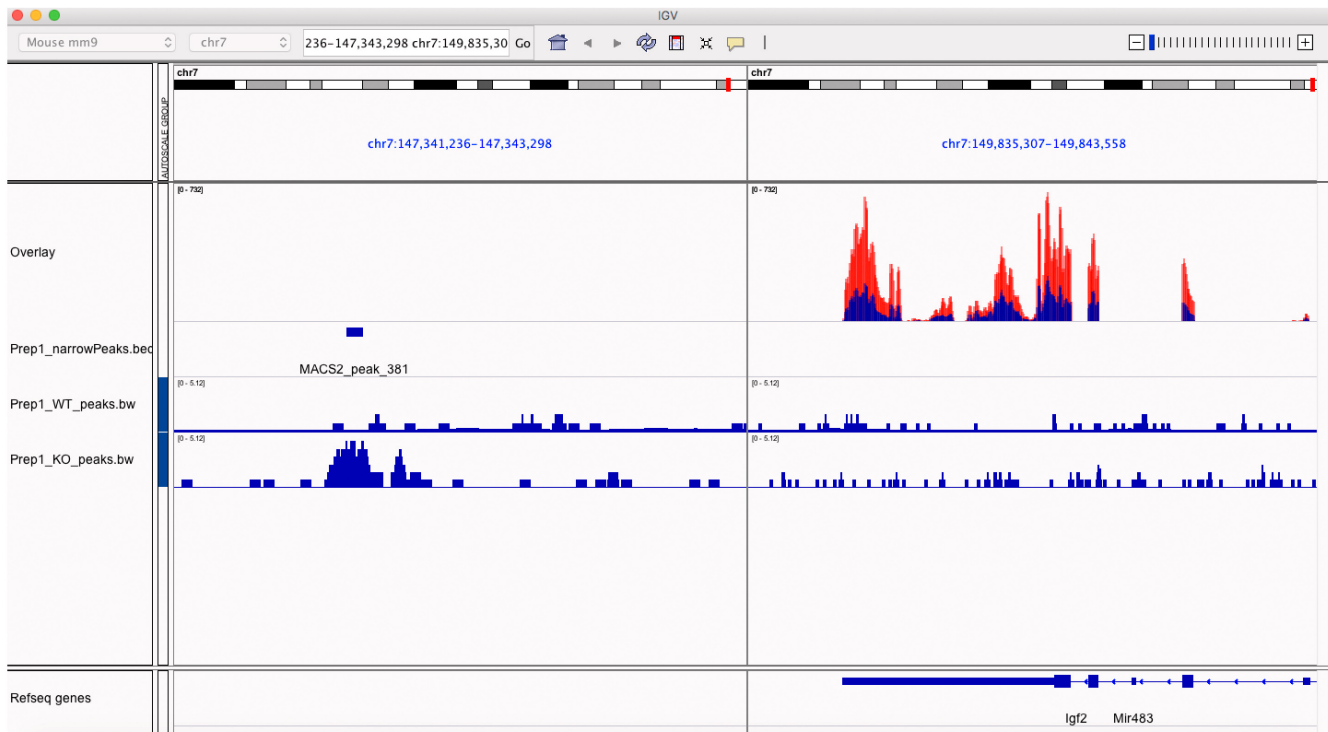 IGV
Mouse mm9 chr7 236-147,343,298 chr7:149,835,30 Go
chr7 chr7
AUTOSCALE GROUP
chr7:147,341,236-147,343,298 chr7:149,835,307-149,843,558
[0 - 732] [0 - 732]
Overlay
Prep1_narrowPeaks.bed
MACS2_peak_381
[0 - 5.12] [0 - 5.12]
Prep1_WT_peaks.bw
[0 - 5.12] [0 - 5.12]
Prep1_KO_peaks.bw
Refseq genes
Igf2 Mir483